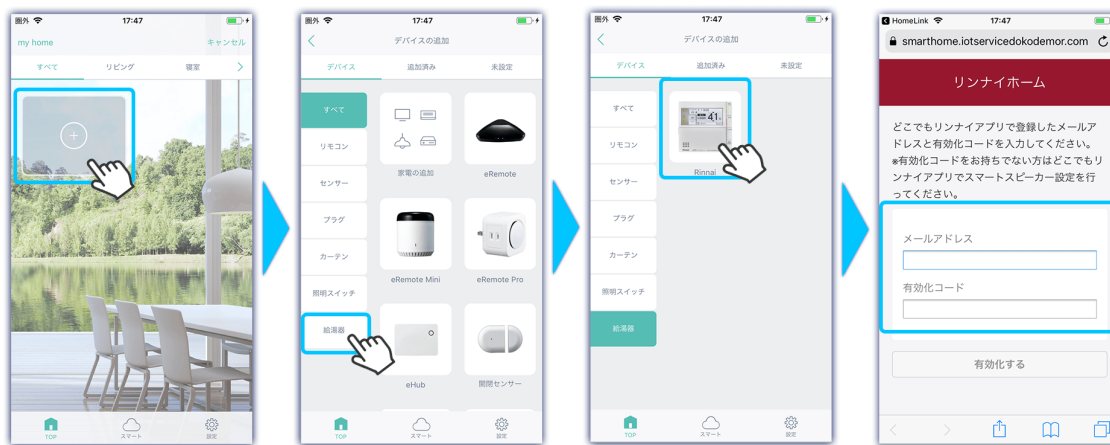 圏外 17:47
my home キャンセル
すべて リビング 寝室
TOP スマート 設定
圏外 17:47
デバイスの追加
デバイス 追加済み 未設定
すべて
リモコン
センサー
プラグ
カーテン
照明スイッチ
給湯器
家電の追加 eRemote
eRemote Mini eRemote Pro
eHub 開閉センサー
TOP スマート 設定
圏外 17:47
デバイスの追加
デバイス 追加済み 未設定
すべて
リモコン
センサー
プラグ
カーテン
照明スイッチ
給湯器
41
Rinnai
TOP スマート 設定
HomeLink 17:47
smarthome.iotservicedokodemor.com
リンナイホーム
どこでもリンナイアプリで登録したメールア
ドレスと有効化コードを入力してください。
※有効化コードをお持ちでない方はどこでもリ
ンナイアプリでスマートスピーカー設定を行
ってください。
メールアドレス
有効化コード
有効化する